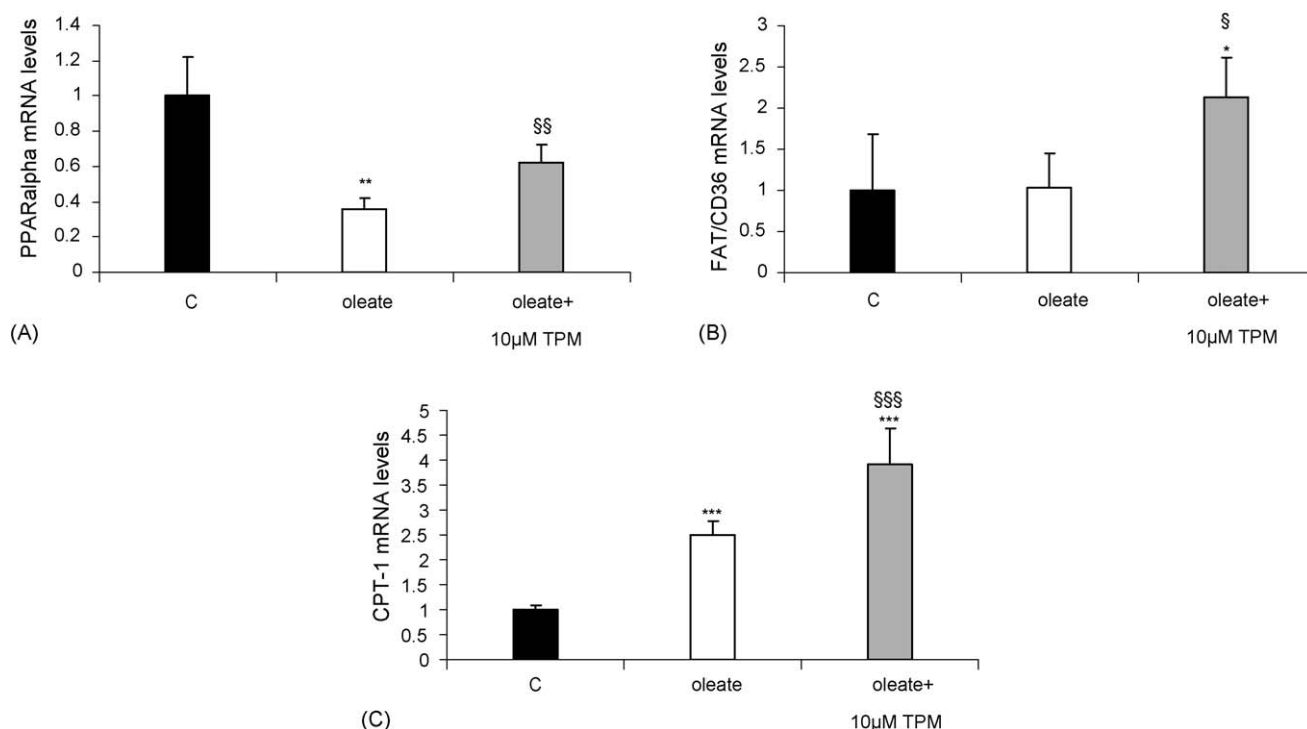 PPARalpha mRNA levels
1.4
1.2
1
0.8
0.6
0.4
0.2
0
**
§§
C
oleate
oleate+
10µM TPM
(A)
FAT/CD36 mRNA levels
3
2.5
2
1.5
1
0.5
0
§
*
C
oleate
oleate+
10µM TPM
(B)
CPT-1 mRNA levels
5
4.5
4
3.5
3
2.5
2
1.5
1
0.5
0
***
§§§
***
C
oleate
oleate+
10µM TPM
(C)